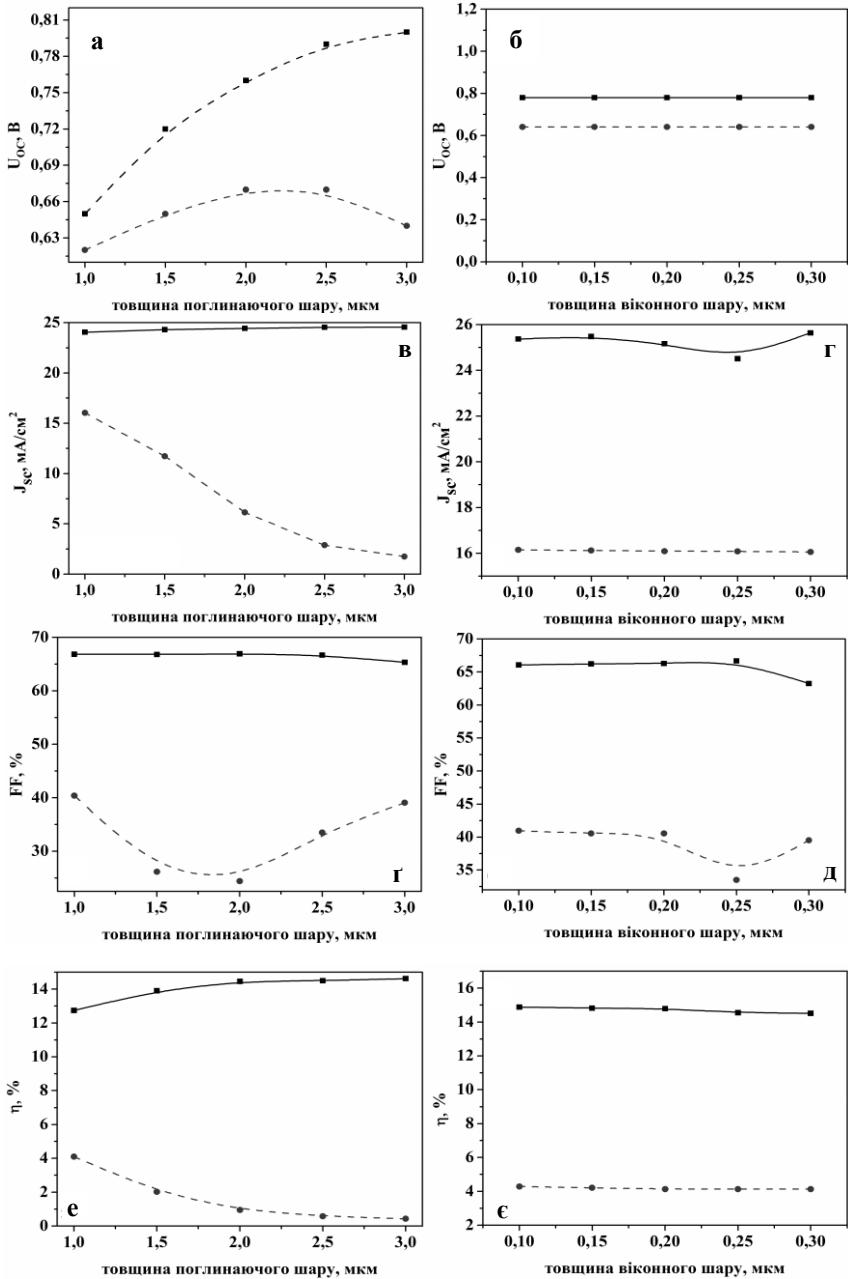 а
U_OC, В
0,81
0,78
0,75
0,72
0,69
0,66
0,63
1,0 1,5 2,0 2,5 3,0
товщина поглинаючого шару, мкм
б
U_OC, В
1,2
1,0
0,8
0,6
0,4
0,2
0,0
0,10 0,15 0,20 0,25 0,30
товщина віконного шару, мкм
в
J_sc, мА/см²
25
20
15
10
5
0
1,0 1,5 2,0 2,5 3,0
товщина поглинаючого шару, мкм
г
J_sc, мА/см²
26
24
22
20
18
16
0,10 0,15 0,20 0,25 0,30
товщина віконного шару, мкм
ґ
FF, %
70
60
50
40
30
1,0 1,5 2,0 2,5 3,0
товщина поглинаючого шару, мкм
д
FF, %
70
65
60
55
50
45
40
35
0,10 0,15 0,20 0,25 0,30
товщина віконного шару, мкм
е
η, %
14
12
10
8
6
4
2
0
1,0 1,5 2,0 2,5 3,0
товщина поглинаючого шару, мкм
є
η, %
16
14
12
10
8
6
4
2
0,10 0,15 0,20 0,25 0,30
товщина віконного шару, мкм